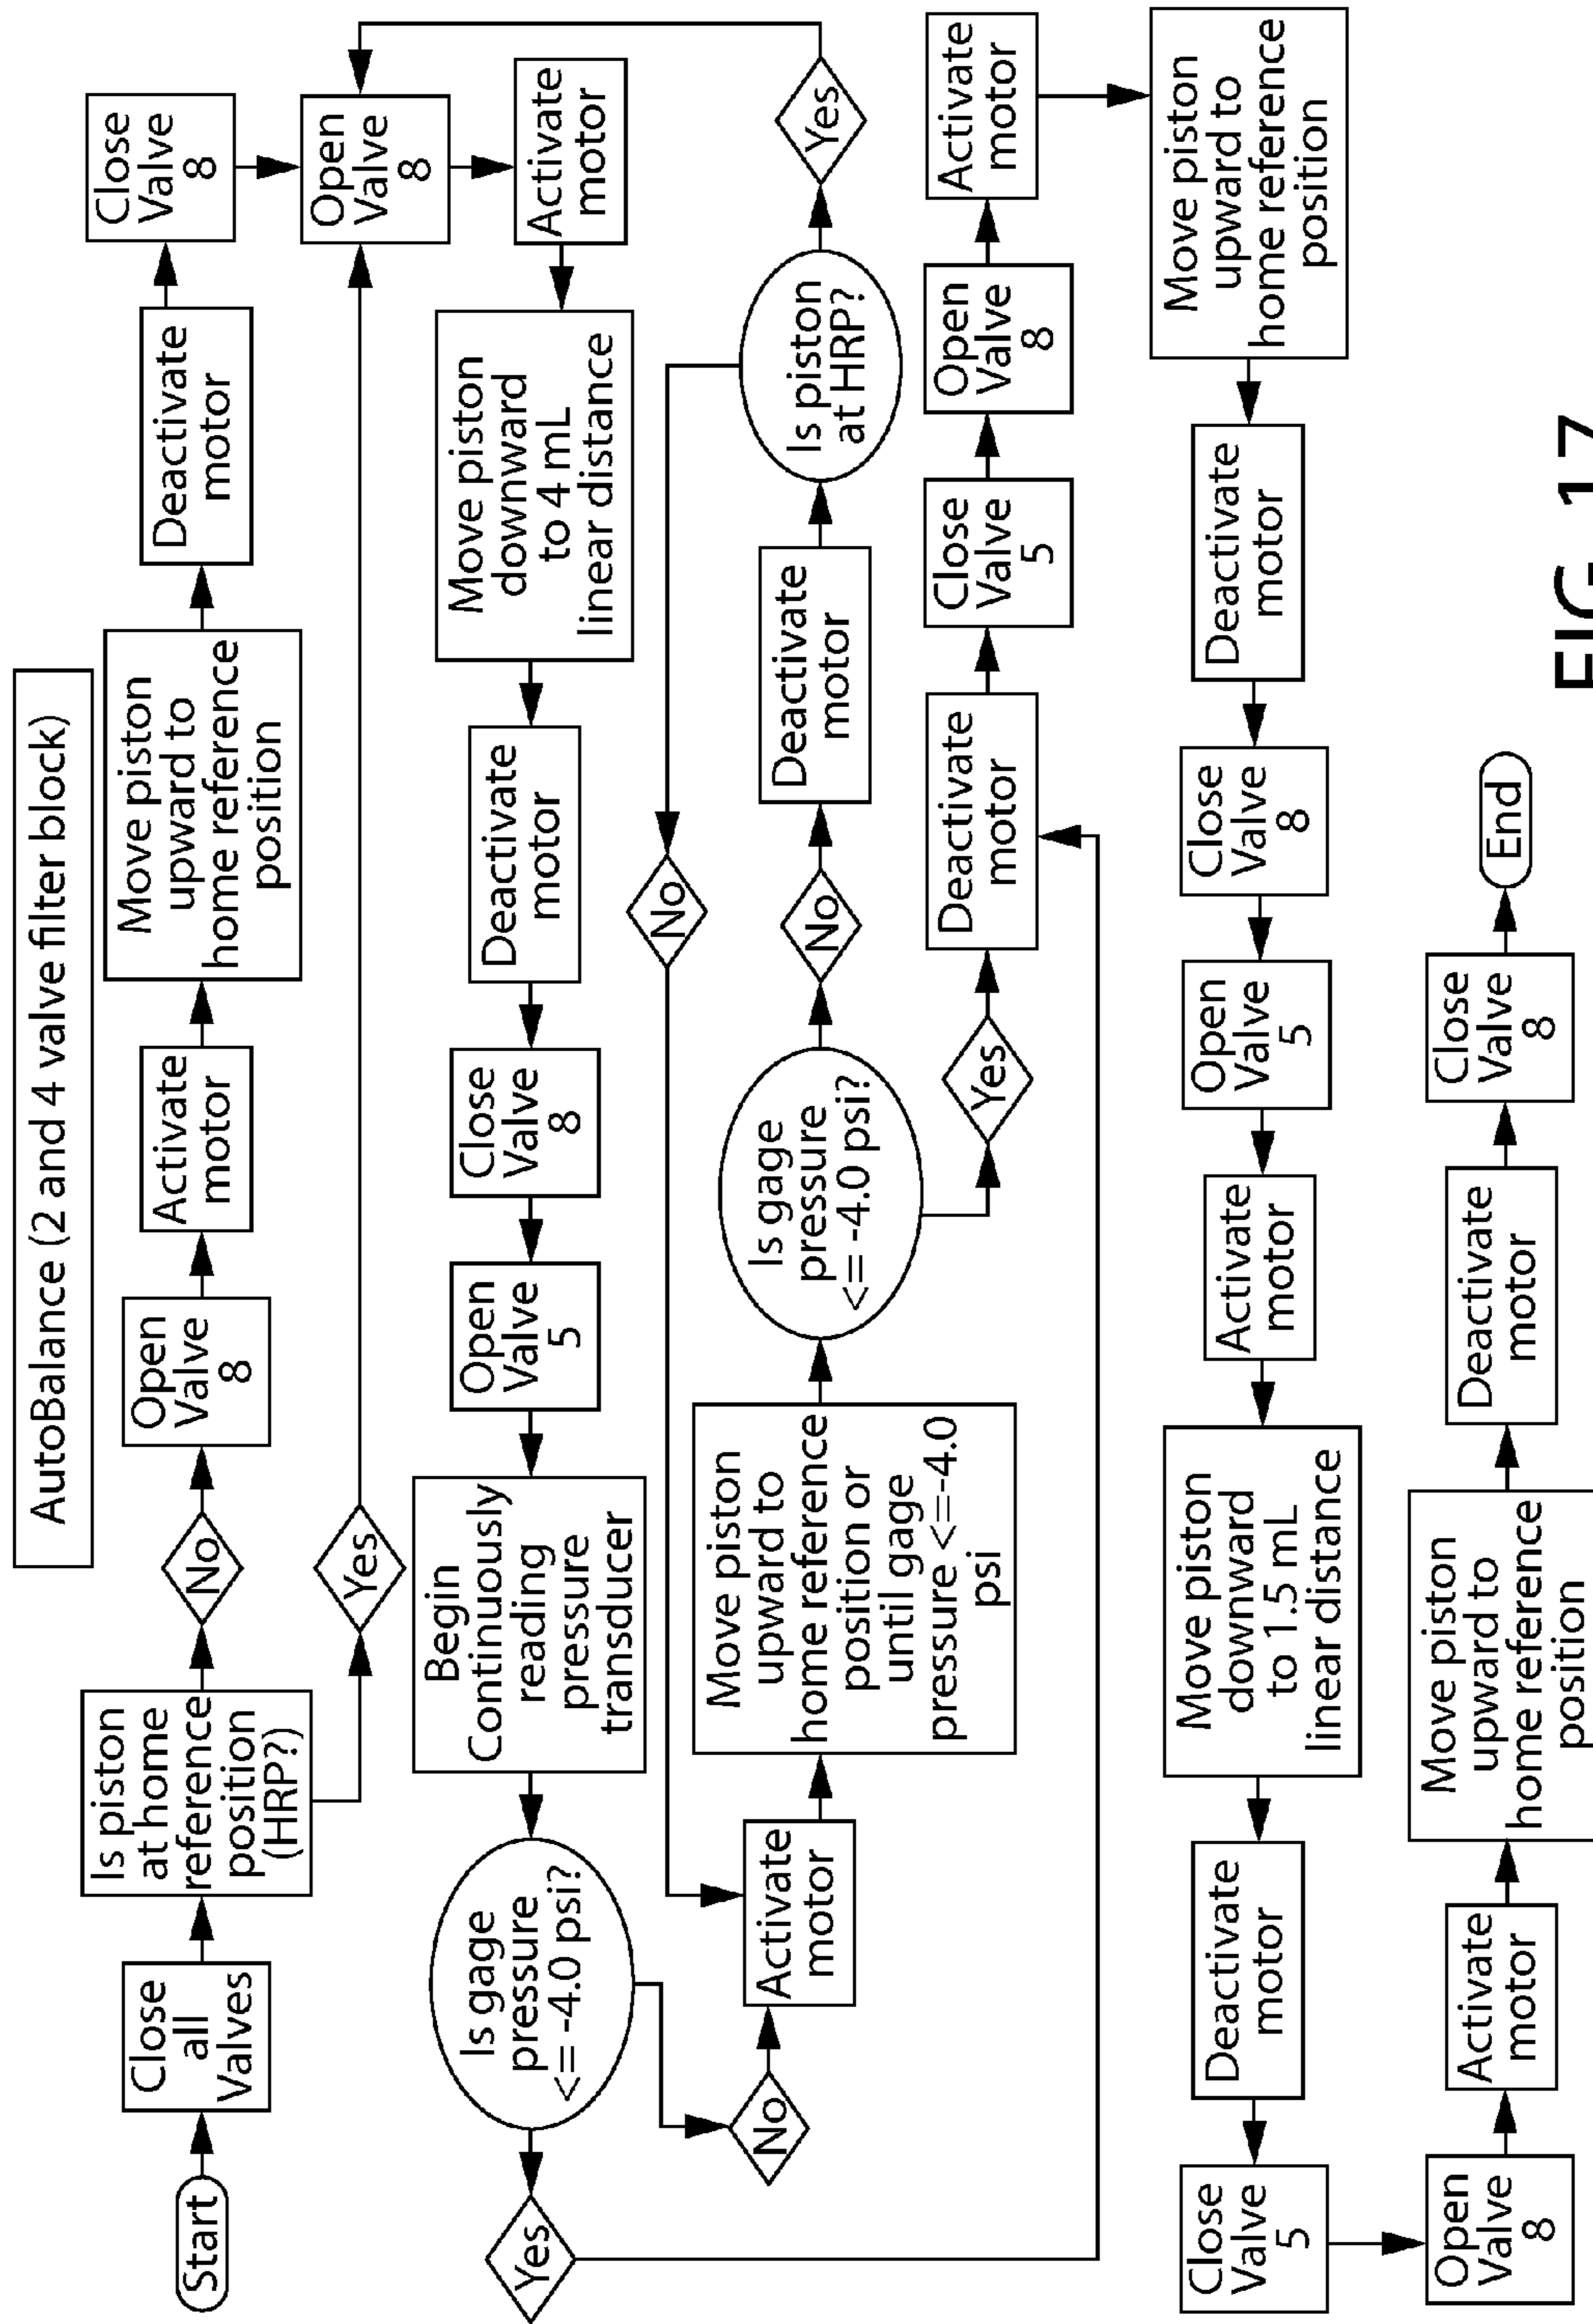 AutoBalance (2 and 4 valve filter block)
Start
Close
all
Valves
Is piston
at home
reference
position
(HRP?)
No
Yes
Open
Valve
8
Activate
motor
Move piston
upward to
home reference
position
Deactivate
motor
Close
Valve
8
Open
Valve
8
Activate
motor
Move piston
downward
to 4 mL
linear distance
Deactivate
motor
Close
Valve
8
Open
Valve
5
Begin
Continuously
reading
pressure
transducer
Is gage
pressure
<= -4.0 psi?
Yes
No
Activate
motor
Move piston
upward to
home reference
position or
until gage
pressure <=-4.0
psi
Is gage
pressure
<= -4.0 psi?
No
Deactivate
motor
Is piston
at HRP?
No
Yes
Yes
Deactivate
motor
Close
Valve
5
Open
Valve
8
Activate
motor
Move piston
upward to
home reference
position
Deactivate
motor
Close
Valve
8
Open
Valve
5
Activate
motor
Move piston
downward
to 1.5 mL
linear distance
Deactivate
motor
Close
Valve
5
Open
Valve
8
Activate
motor
Move piston
upward to
home reference
position
Deactivate
motor
Close
Valve
8
End
FIG. 17